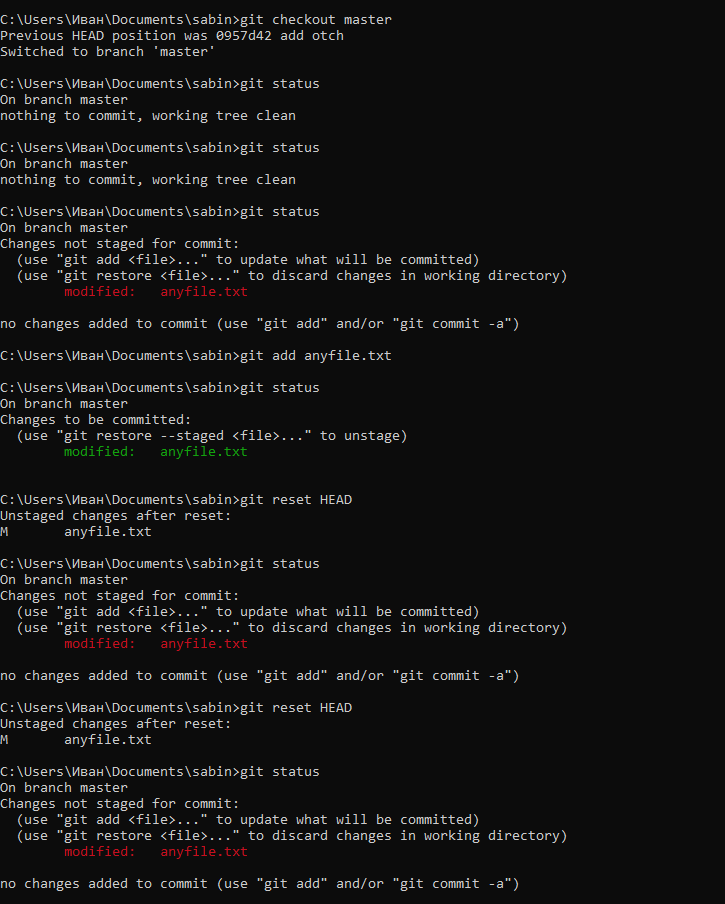 C:\Users\Иван\Documents\sabin>git checkout master
Previous HEAD position was 0957d42 add otch
Switched to branch 'master'
C:\Users\Иван\Documents\sabin>git status
On branch master
nothing to commit, working tree clean
C:\Users\Иван\Documents\sabin>git status
On branch master
nothing to commit, working tree clean
C:\Users\Иван\Documents\sabin>git status
On branch master
Changes not staged for commit:
  (use "git add <file>..." to update what will be committed)
  (use "git restore <file>..." to discard changes in working directory)
        modified:   anyfile.txt
no changes added to commit (use "git add" and/or "git commit -a")
C:\Users\Иван\Documents\sabin>git add anyfile.txt
C:\Users\Иван\Documents\sabin>git status
On branch master
Changes to be committed:
  (use "git restore --staged <file>..." to unstage)
        modified:   anyfile.txt
C:\Users\Иван\Documents\sabin>git reset HEAD
Unstaged changes after reset:
M       anyfile.txt
C:\Users\Иван\Documents\sabin>git status
On branch master
Changes not staged for commit:
  (use "git add <file>..." to update what will be committed)
  (use "git restore <file>..." to discard changes in working directory)
        modified:   anyfile.txt
no changes added to commit (use "git add" and/or "git commit -a")
C:\Users\Иван\Documents\sabin>git reset HEAD
Unstaged changes after reset:
M       anyfile.txt
C:\Users\Иван\Documents\sabin>git status
On branch master
Changes not staged for commit:
  (use "git add <file>..." to update what will be committed)
  (use "git restore <file>..." to discard changes in working directory)
        modified:   anyfile.txt
no changes added to commit (use "git add" and/or "git commit -a")